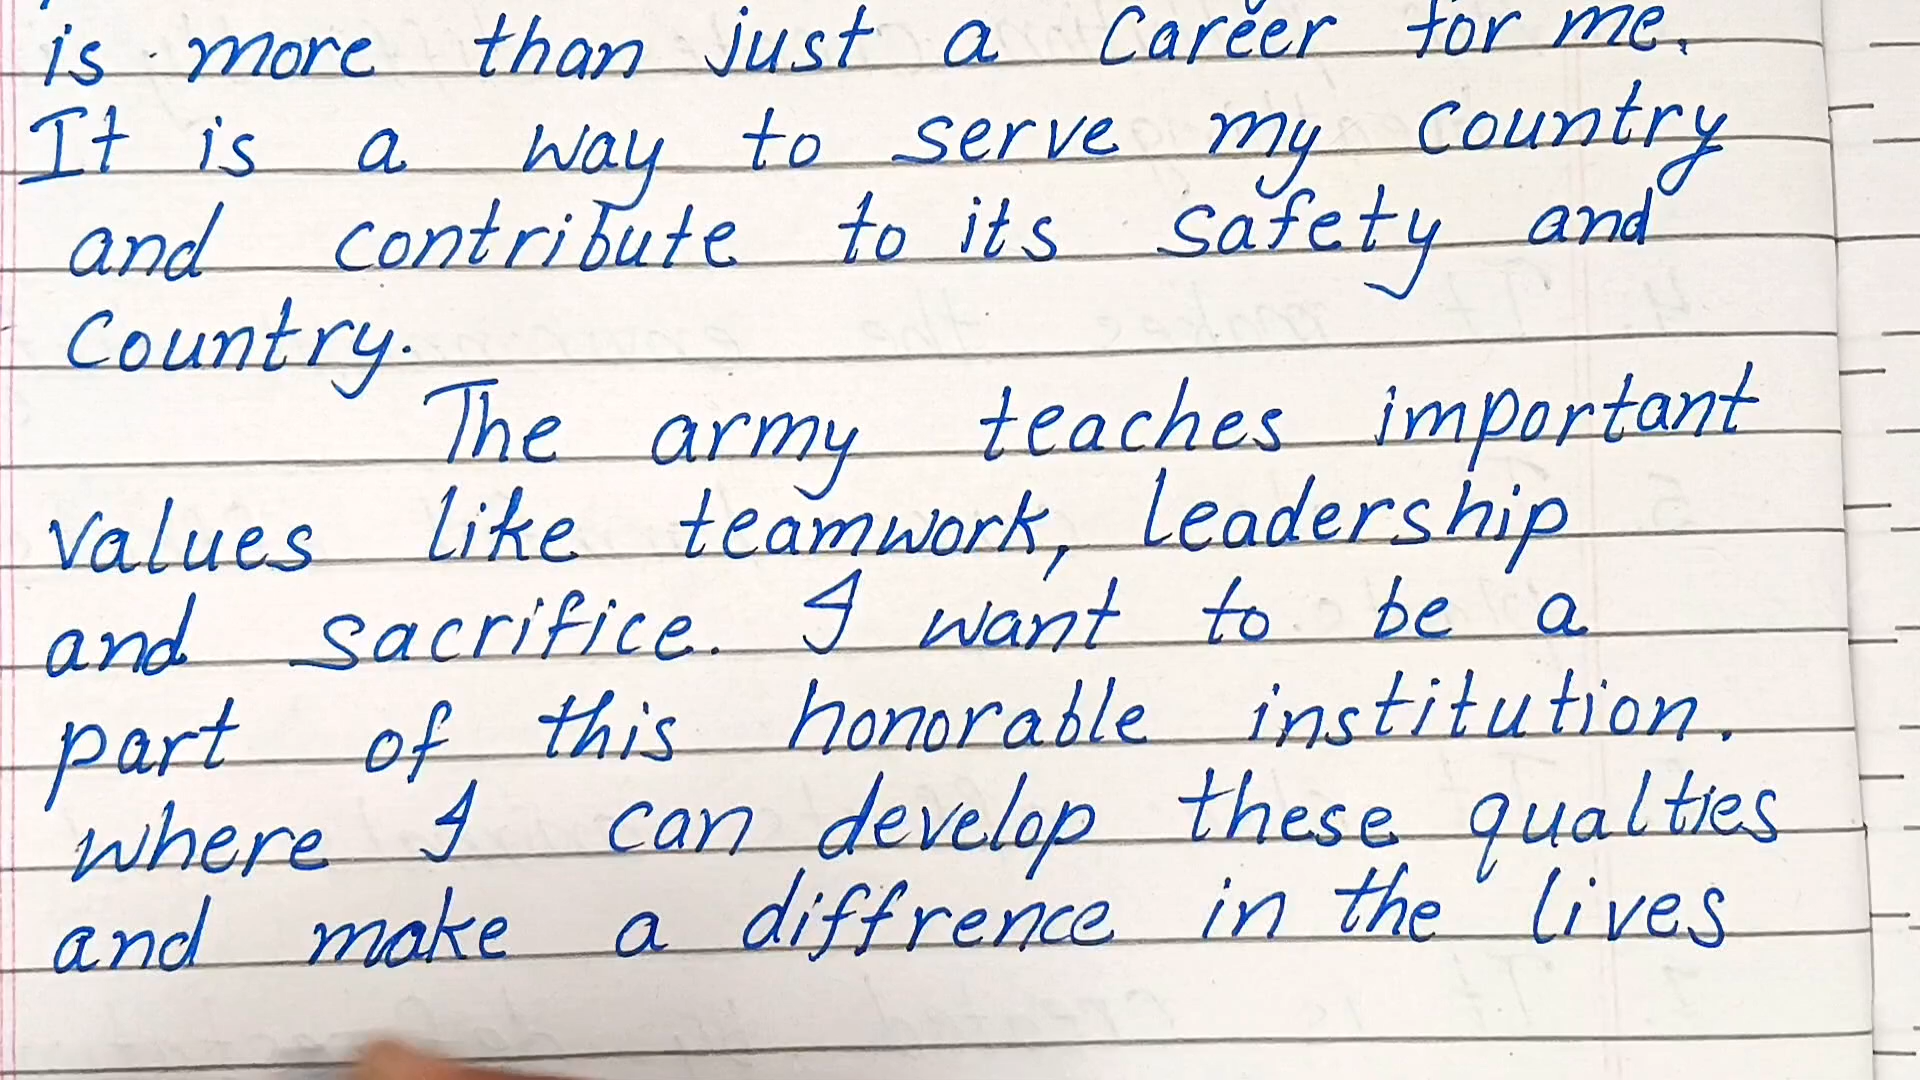 is more than just a Career for me.
It is a way to serve my Country
and contribute to its safety and
Country.
The army teaches important
values like teamwork, leadership
and sacrifice. I want to be a
part of this honorable institution.
where I can develop these qualties
and make a diffrence in the lives